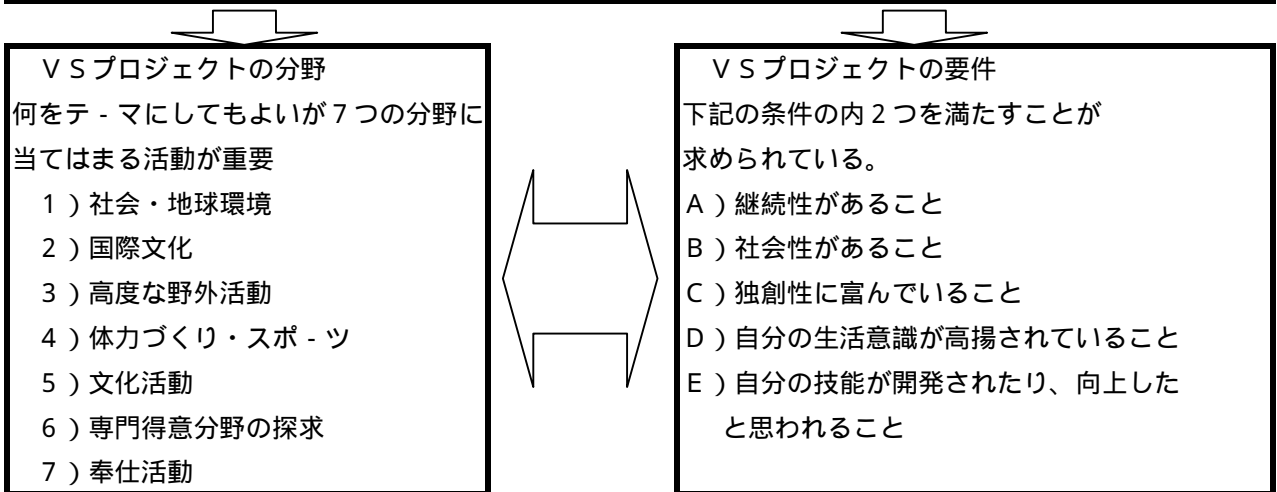 ＶＳプロジェクトの分野
何をテ‐マにしてもよいが７つの分野に
当てはまる活動が重要
１）社会・地球環境
２）国際文化
３）高度な野外活動
４）体力づくり・スポ‐ツ
５）文化活動
６）専門得意分野の探求
７）奉仕活動
ＶＳプロジェクトの要件
下記の条件の内２つを満たすことが
求められている。
Ａ）継続性があること
Ｂ）社会性があること
Ｃ）独創性に富んでいること
Ｄ）自分の生活意識が高揚されていること
Ｅ）自分の技能が開発されたり、向上した
と思われること